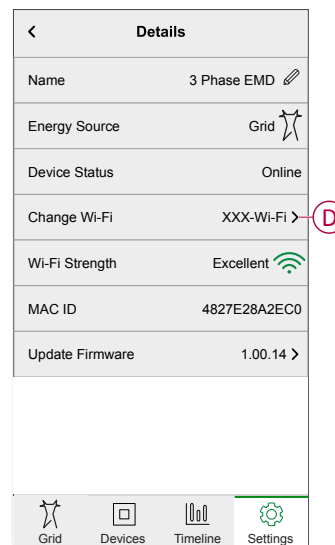 < Details
Name 3 Phase EMD
Energy Source Grid
Device Status Online
Change Wi-Fi XXX-Wi-Fi > D
Wi-Fi Strength Excellent
MAC ID 4827E28A2EC0
Update Firmware 1.00.14 >
Grid Devices Timeline Settings